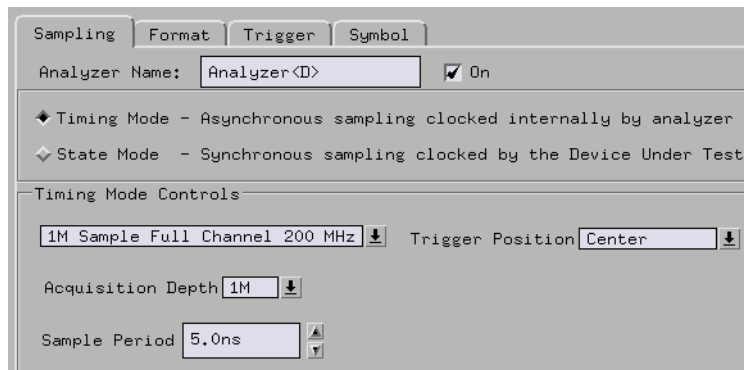 Sampling Format Trigger Symbol
Analyzer Name: Analyzer<D> On
Timing Mode - Asynchronous sampling clocked internally by analyzer
State Mode - Synchronous sampling clocked by the Device Under Test
Timing Mode Controls
1M Sample Full Channel 200 MHz Trigger Position Center
Acquisition Depth 1M
Sample Period 5.0ns